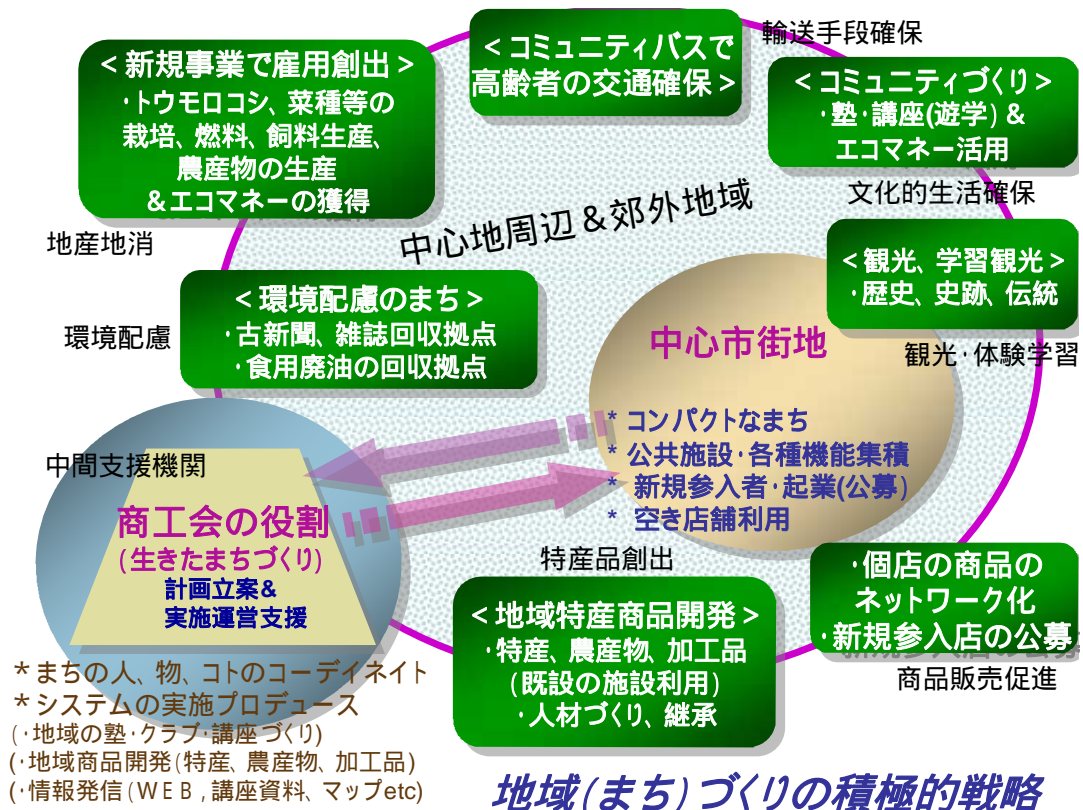 輸送手段確保
<コミュニティバスで
高齢者の交通確保>
<新規事業で雇用創出>
・トウモロコシ、菜種等の
栽培、燃料、飼料生産、
農産物の生産
&エコマネーの獲得
<コミュニティづくり>
・塾・講座(遊学)&
エコマネー活用
文化的生活確保
地産地消
中心地周辺&郊外地域
<観光、学習観光>
・歴史、史跡、伝統
観光・体験学習
環境配慮
<環境配慮のまち>
・古新聞、雑誌回収拠点
・食用廃油の回収拠点
中心市街地
* コンパクトなまち
* 公共施設・各種機能集積
* 新規参入者・起業(公募)
* 空き店舗利用
中間支援機関
商工会の役割
(生きたまちづくり)
計画立案&
実施運営支援
特産品創出
<地域特産商品開発>
・特産、農産物、加工品
(既設の施設利用)
・人材づくり、継承
・個店の商品の
ネットワーク化
・新規参入店の公募
商品販売促進
*まちの人、物、コトのコーデイネイト
*システムの実施プロデュース
(・地域の塾・クラブ・講座づくり)
(・地域商品開発(特産、農産物、加工品)
(・情報発信(WEB,講座資料、マップetc)
地域(まち)づくりの積極的戦略